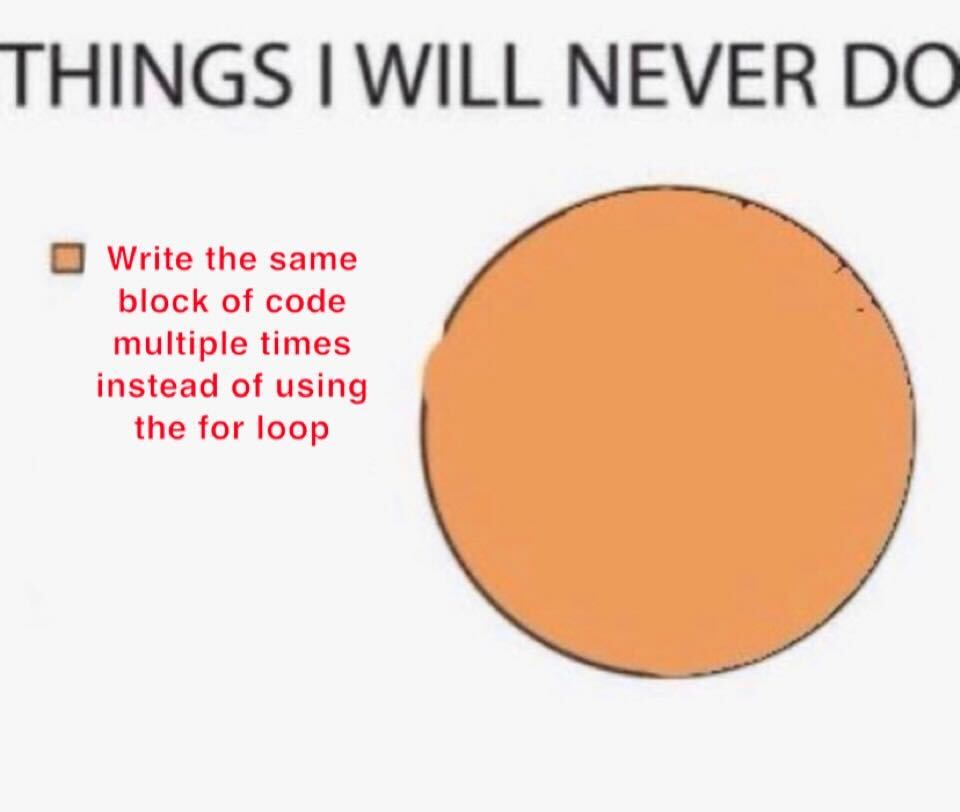 THINGS I WILL NEVER DO
Write the same
block of code
multiple times
instead of using
the for loop